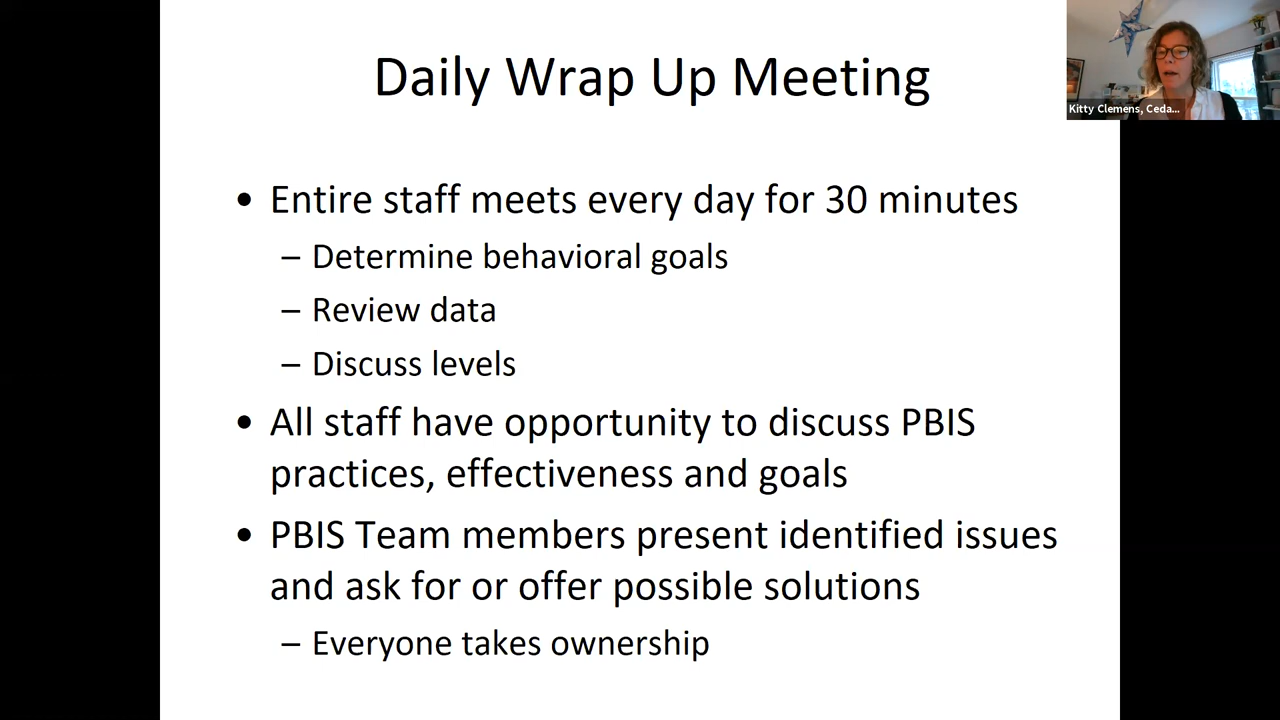 Daily Wrap Up Meeting
Kitty Clemens, Ceda...
• Entire staff meets every day for 30 minutes
– Determine behavioral goals
– Review data
– Discuss levels
• All staff have opportunity to discuss PBIS
practices, effectiveness and goals
• PBIS Team members present identified issues
and ask for or offer possible solutions
– Everyone takes ownership